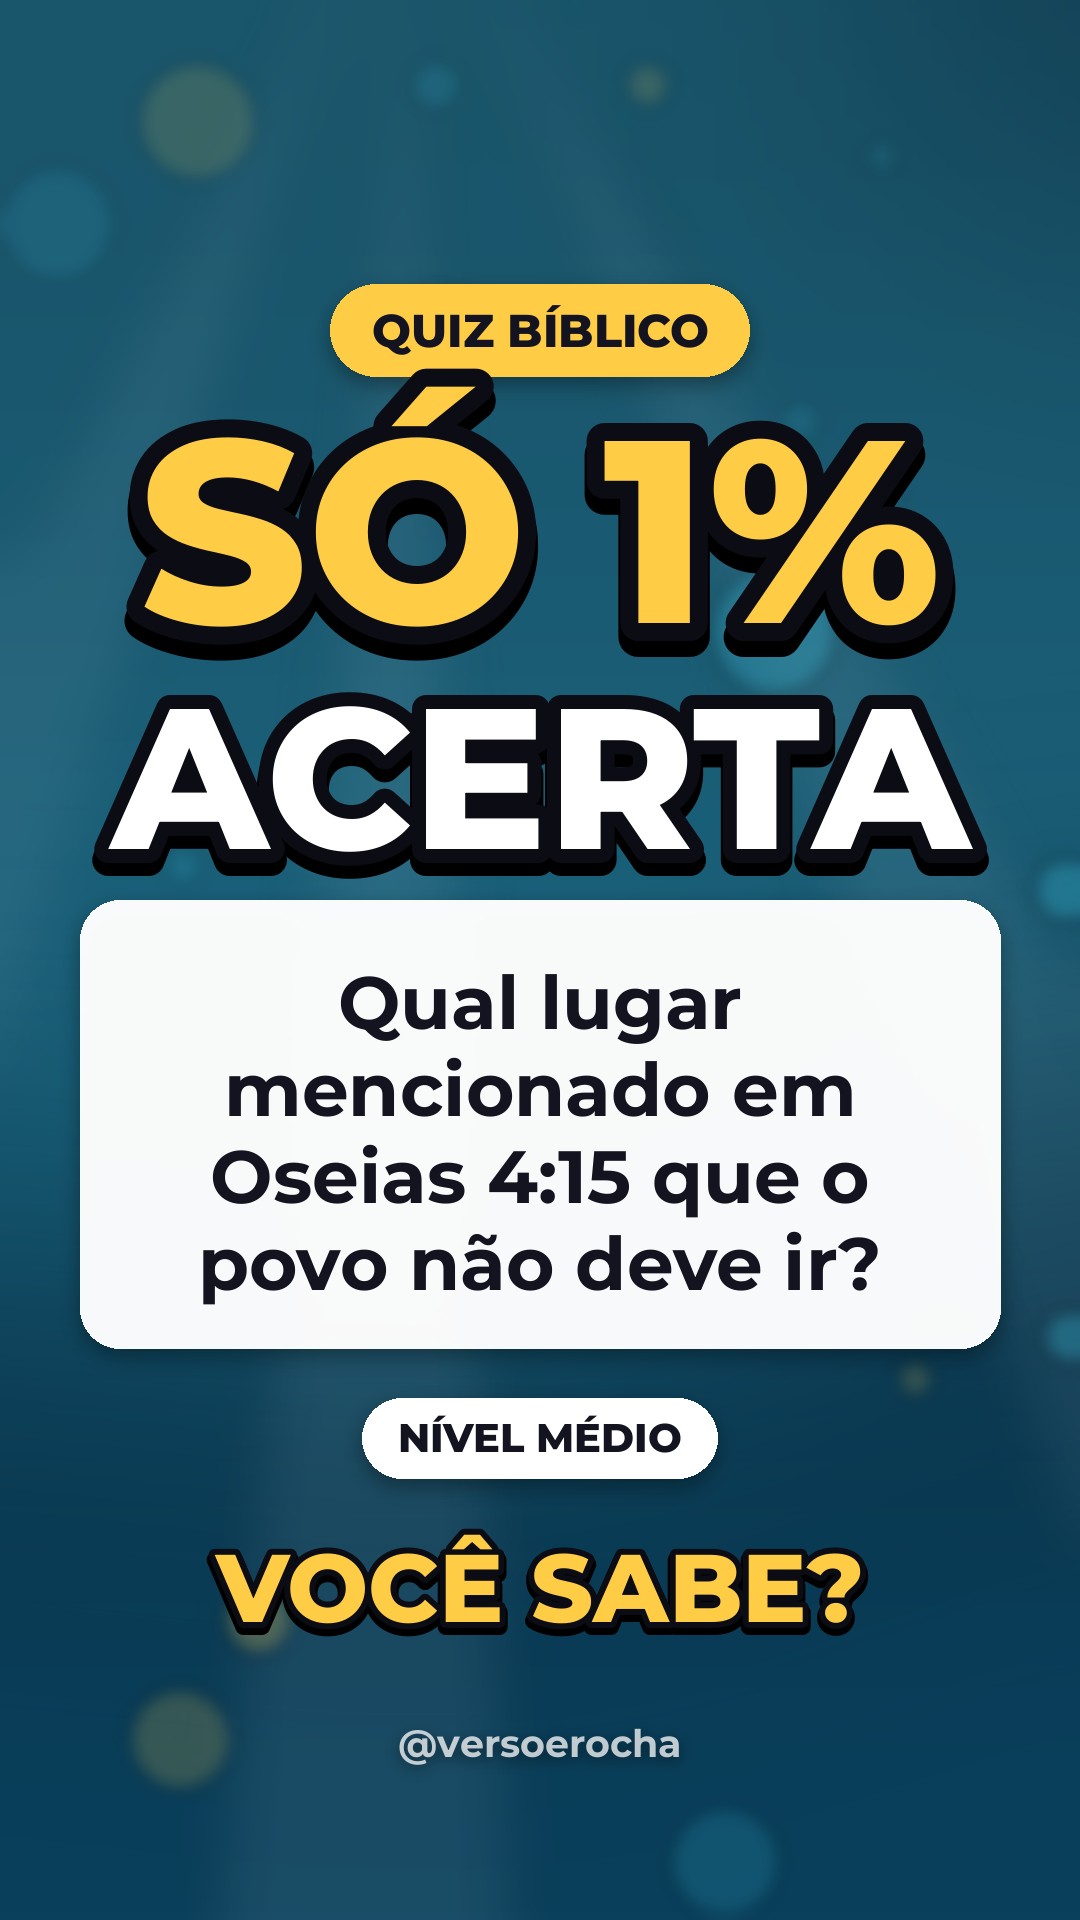 QUIZ BÍBLICO
SÓ 1%
ACERTA
Qual lugar
mencionado em
Oseias 4:15 que o
povo não deve ir?
NÍVEL MÉDIO
VOCÊ SABE?
@versoerocha